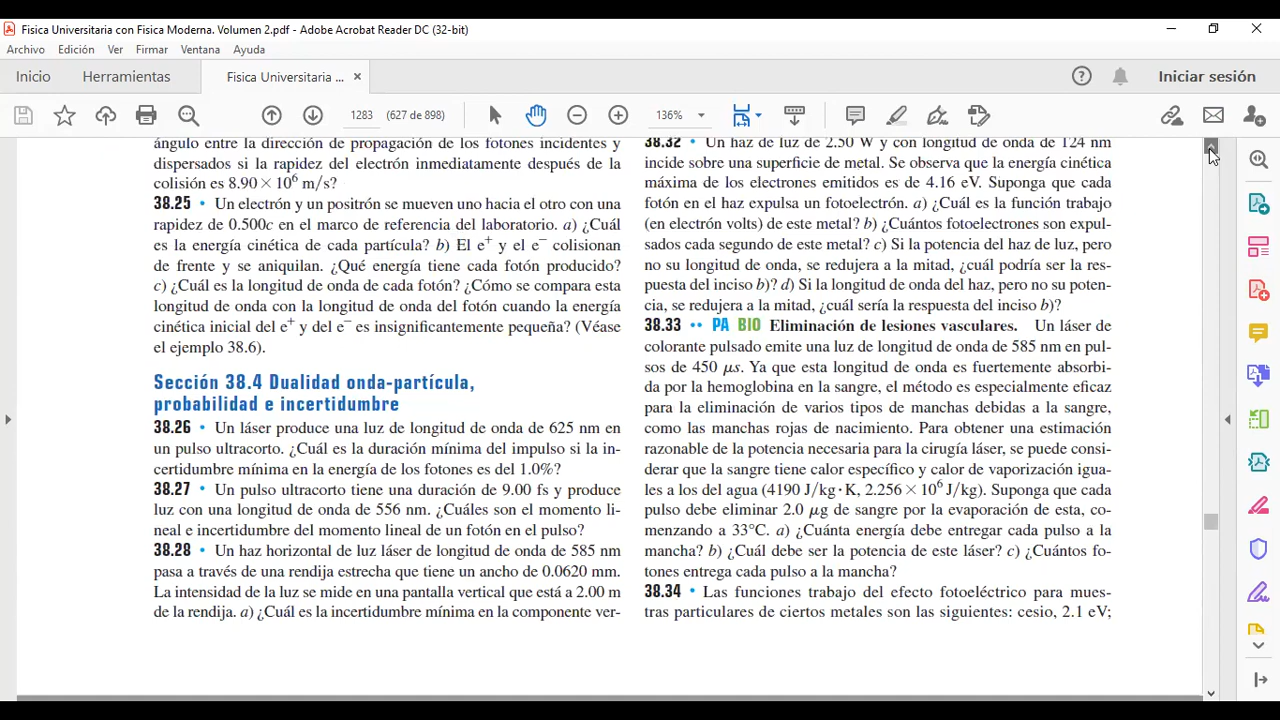 Fisica Universitaria con Fisica Moderna. Volumen 2.pdf - Adobe Acrobat Reader DC (32-bit)
Archivo Edición Ver Firmar Ventana Ayuda
Inicio Herramientas Fisica Universitaria ... × Iniciar sesión
1283 (627 de 898) 136%
ángulo entre la dirección de propagación de los fotones incidentes y
dispersados si la rapidez del electrón inmediatamente después de la
colisión es 8.90 × 10⁶ m/s?
38.25 • Un electrón y un positrón se mueven uno hacia el otro con una
rapidez de 0.500c en el marco de referencia del laboratorio. a) ¿Cuál
es la energía cinética de cada partícula? b) El e⁺ y el e⁻ colisionan
de frente y se aniquilan. ¿Qué energía tiene cada fotón producido?
c) ¿Cuál es la longitud de onda de cada fotón? ¿Cómo se compara esta
longitud de onda con la longitud de onda del fotón cuando la energía
cinética inicial del e⁺ y del e⁻ es insignificantemente pequeña? (Véase
el ejemplo 38.6).
Sección 38.4 Dualidad onda-partícula,
probabilidad e incertidumbre
38.26 • Un láser produce una luz de longitud de onda de 625 nm en
un pulso ultracorto. ¿Cuál es la duración mínima del impulso si la in-
certidumbre mínima en la energía de los fotones es del 1.0%?
38.27 • Un pulso ultracorto tiene una duración de 9.00 fs y produce
luz con una longitud de onda de 556 nm. ¿Cuáles son el momento li-
neal e incertidumbre del momento lineal de un fotón en el pulso?
38.28 • Un haz horizontal de luz láser de longitud de onda de 585 nm
pasa a través de una rendija estrecha que tiene un ancho de 0.0620 mm.
La intensidad de la luz se mide en una pantalla vertical que está a 2.00 m
de la rendija. a) ¿Cuál es la incertidumbre mínima en la componente ver-
38.32 • Un haz de luz de 2.50 W y con longitud de onda de 124 nm
incide sobre una superficie de metal. Se observa que la energía cinética
máxima de los electrones emitidos es de 4.16 eV. Suponga que cada
fotón en el haz expulsa un fotoelectrón. a) ¿Cuál es la función trabajo
(en electrón volts) de este metal? b) ¿Cuántos fotoelectrones son expul-
sados cada segundo de este metal? c) Si la potencia del haz de luz, pero
no su longitud de onda, se redujera a la mitad, ¿cuál podría ser la res-
puesta del inciso b)? d) Si la longitud de onda del haz, pero no su poten-
cia, se redujera a la mitad, ¿cuál sería la respuesta del inciso b)?
38.33 •• PA BIO Eliminación de lesiones vasculares. Un láser de
colorante pulsado emite una luz de longitud de onda de 585 nm en pul-
sos de 450 μs. Ya que esta longitud de onda es fuertemente absorbi-
da por la hemoglobina en la sangre, el método es especialmente eficaz
para la eliminación de varios tipos de manchas debidas a la sangre,
como las manchas rojas de nacimiento. Para obtener una estimación
razonable de la potencia necesaria para la cirugía láser, se puede consi-
derar que la sangre tiene calor específico y calor de vaporización igua-
les a los del agua (4190 J/kg · K, 2.256 × 10⁶ J/kg). Suponga que cada
pulso debe eliminar 2.0 μg de sangre por la evaporación de esta, co-
menzando a 33°C. a) ¿Cuánta energía debe entregar cada pulso a la
mancha? b) ¿Cuál debe ser la potencia de este láser? c) ¿Cuántos fo-
tones entrega cada pulso a la mancha?
38.34 • Las funciones trabajo del efecto fotoeléctrico para mues-
tras particulares de ciertos metales son las siguientes: cesio, 2.1 eV;